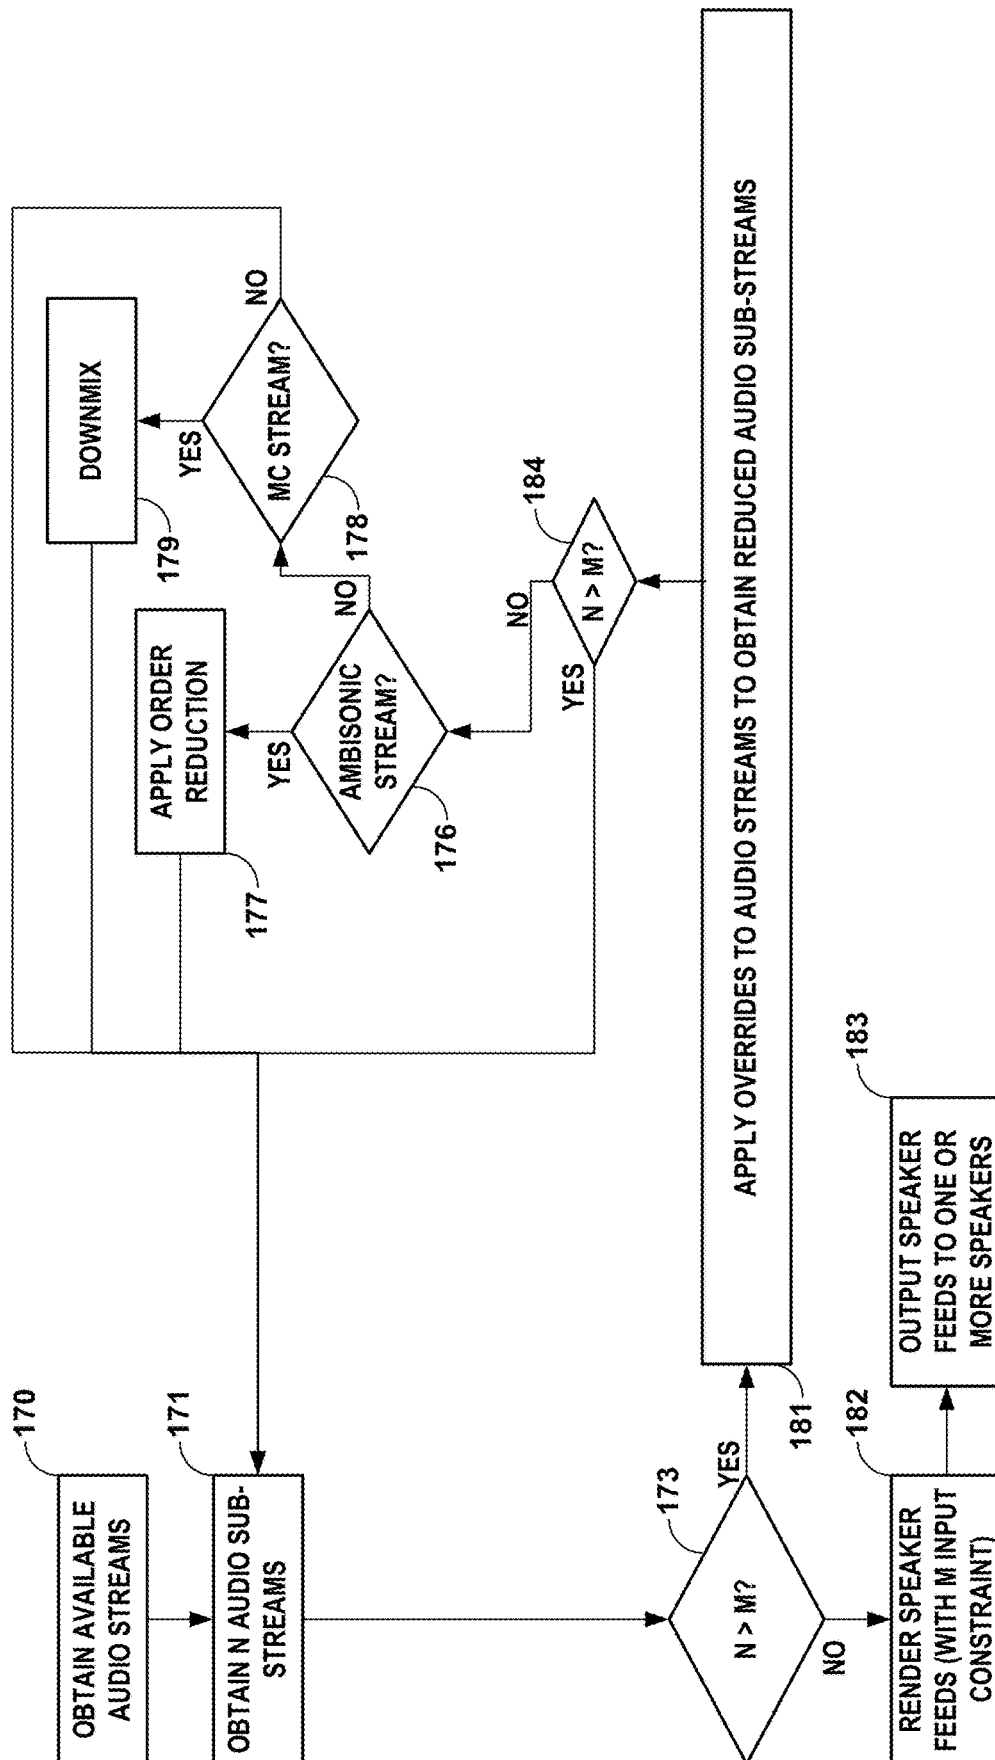 170
OBTAIN AVAILABLE
AUDIO STREAMS
171
OBTAIN N AUDIO SUB-
STREAMS
173
N > M?
YES
NO
182
RENDER SPEAKER
FEEDS (WITH M INPUT
CONSTRAINT)
183
OUTPUT SPEAKER
FEEDS TO ONE OR
MORE SPEAKERS
181
APPLY OVERRIDES TO AUDIO STREAMS TO OBTAIN REDUCED AUDIO SUB-STREAMS
184
N > M?
YES
NO
176
AMBISONIC
STREAM?
YES
NO
177
APPLY ORDER
REDUCTION
178
MC STREAM?
YES
NO
179
DOWNMIX